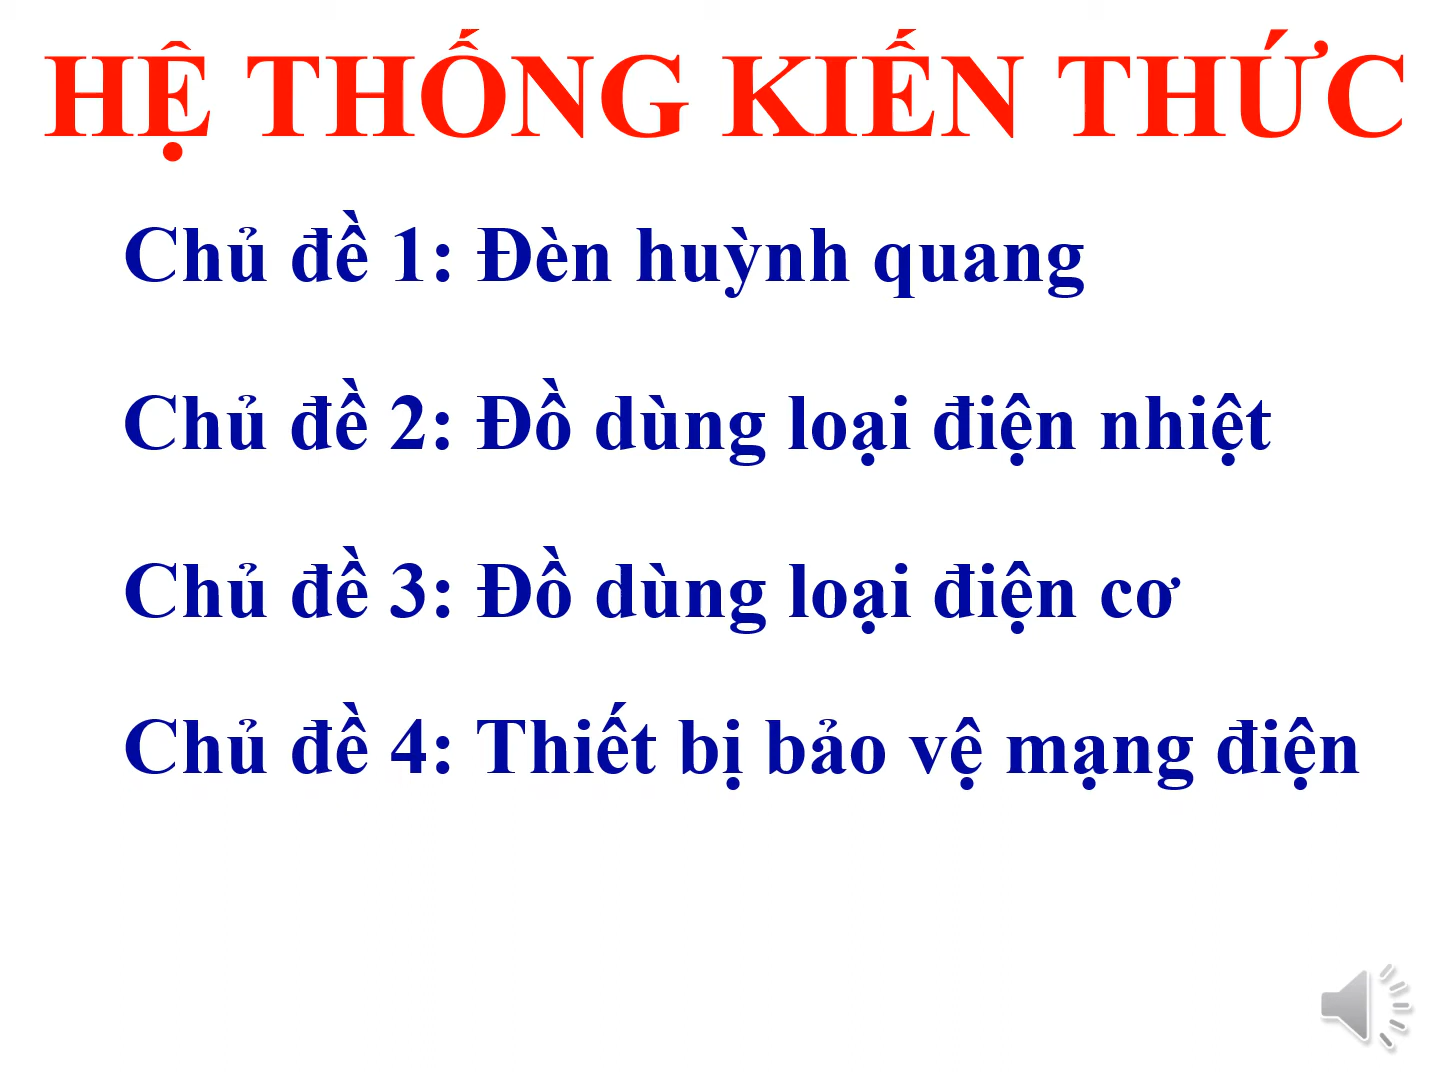 HỆ THỐNG KIẾN THỨC
Chủ đề 1: Đèn huỳnh quang
Chủ đề 2: Đồ dùng loại điện nhiệt
Chủ đề 3: Đồ dùng loại điện cơ
Chủ đề 4: Thiết bị bảo vệ mạng điện